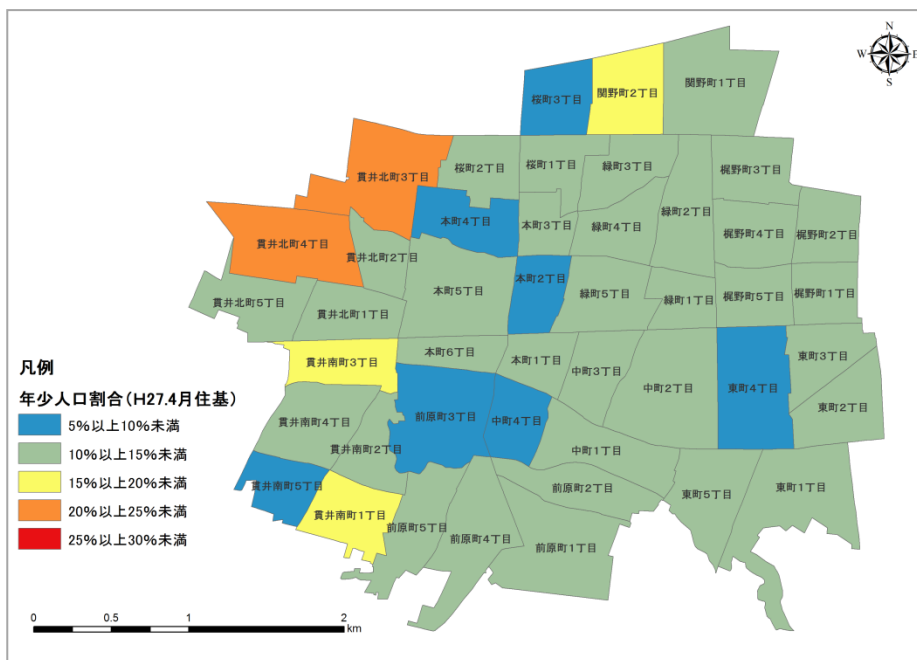 N
W
E
S
関野町1丁目
桜町3丁目
関野町2丁目
貫井北町3丁目
桜町2丁目
桜町1丁目
緑町3丁目
梶野町3丁目
本町4丁目
本町3丁目
緑町4丁目
緑町2丁目
梶野町4丁目
梶野町2丁目
貫井北町4丁目
貫井北町2丁目
貫井北町5丁目
貫井北町1丁目
本町5丁目
本町2丁目
緑町5丁目
緑町1丁目
梶野町5丁目
梶野町1丁目
貫井南町3丁目
本町6丁目
本町1丁目
中町3丁目
中町2丁目
東町4丁目
東町3丁目
東町2丁目
貫井南町4丁目
前原町3丁目
中町4丁目
貫井南町2丁目
中町1丁目
貫井南町5丁目
貫井南町1丁目
前原町5丁目
前原町4丁目
前原町2丁目
前原町1丁目
東町5丁目
東町1丁目
凡例
年少人口割合(H27.4月住基)
5%以上10%未満
10%以上15%未満
15%以上20%未満
20%以上25%未満
25%以上30%未満
0 0.5 1 2
km